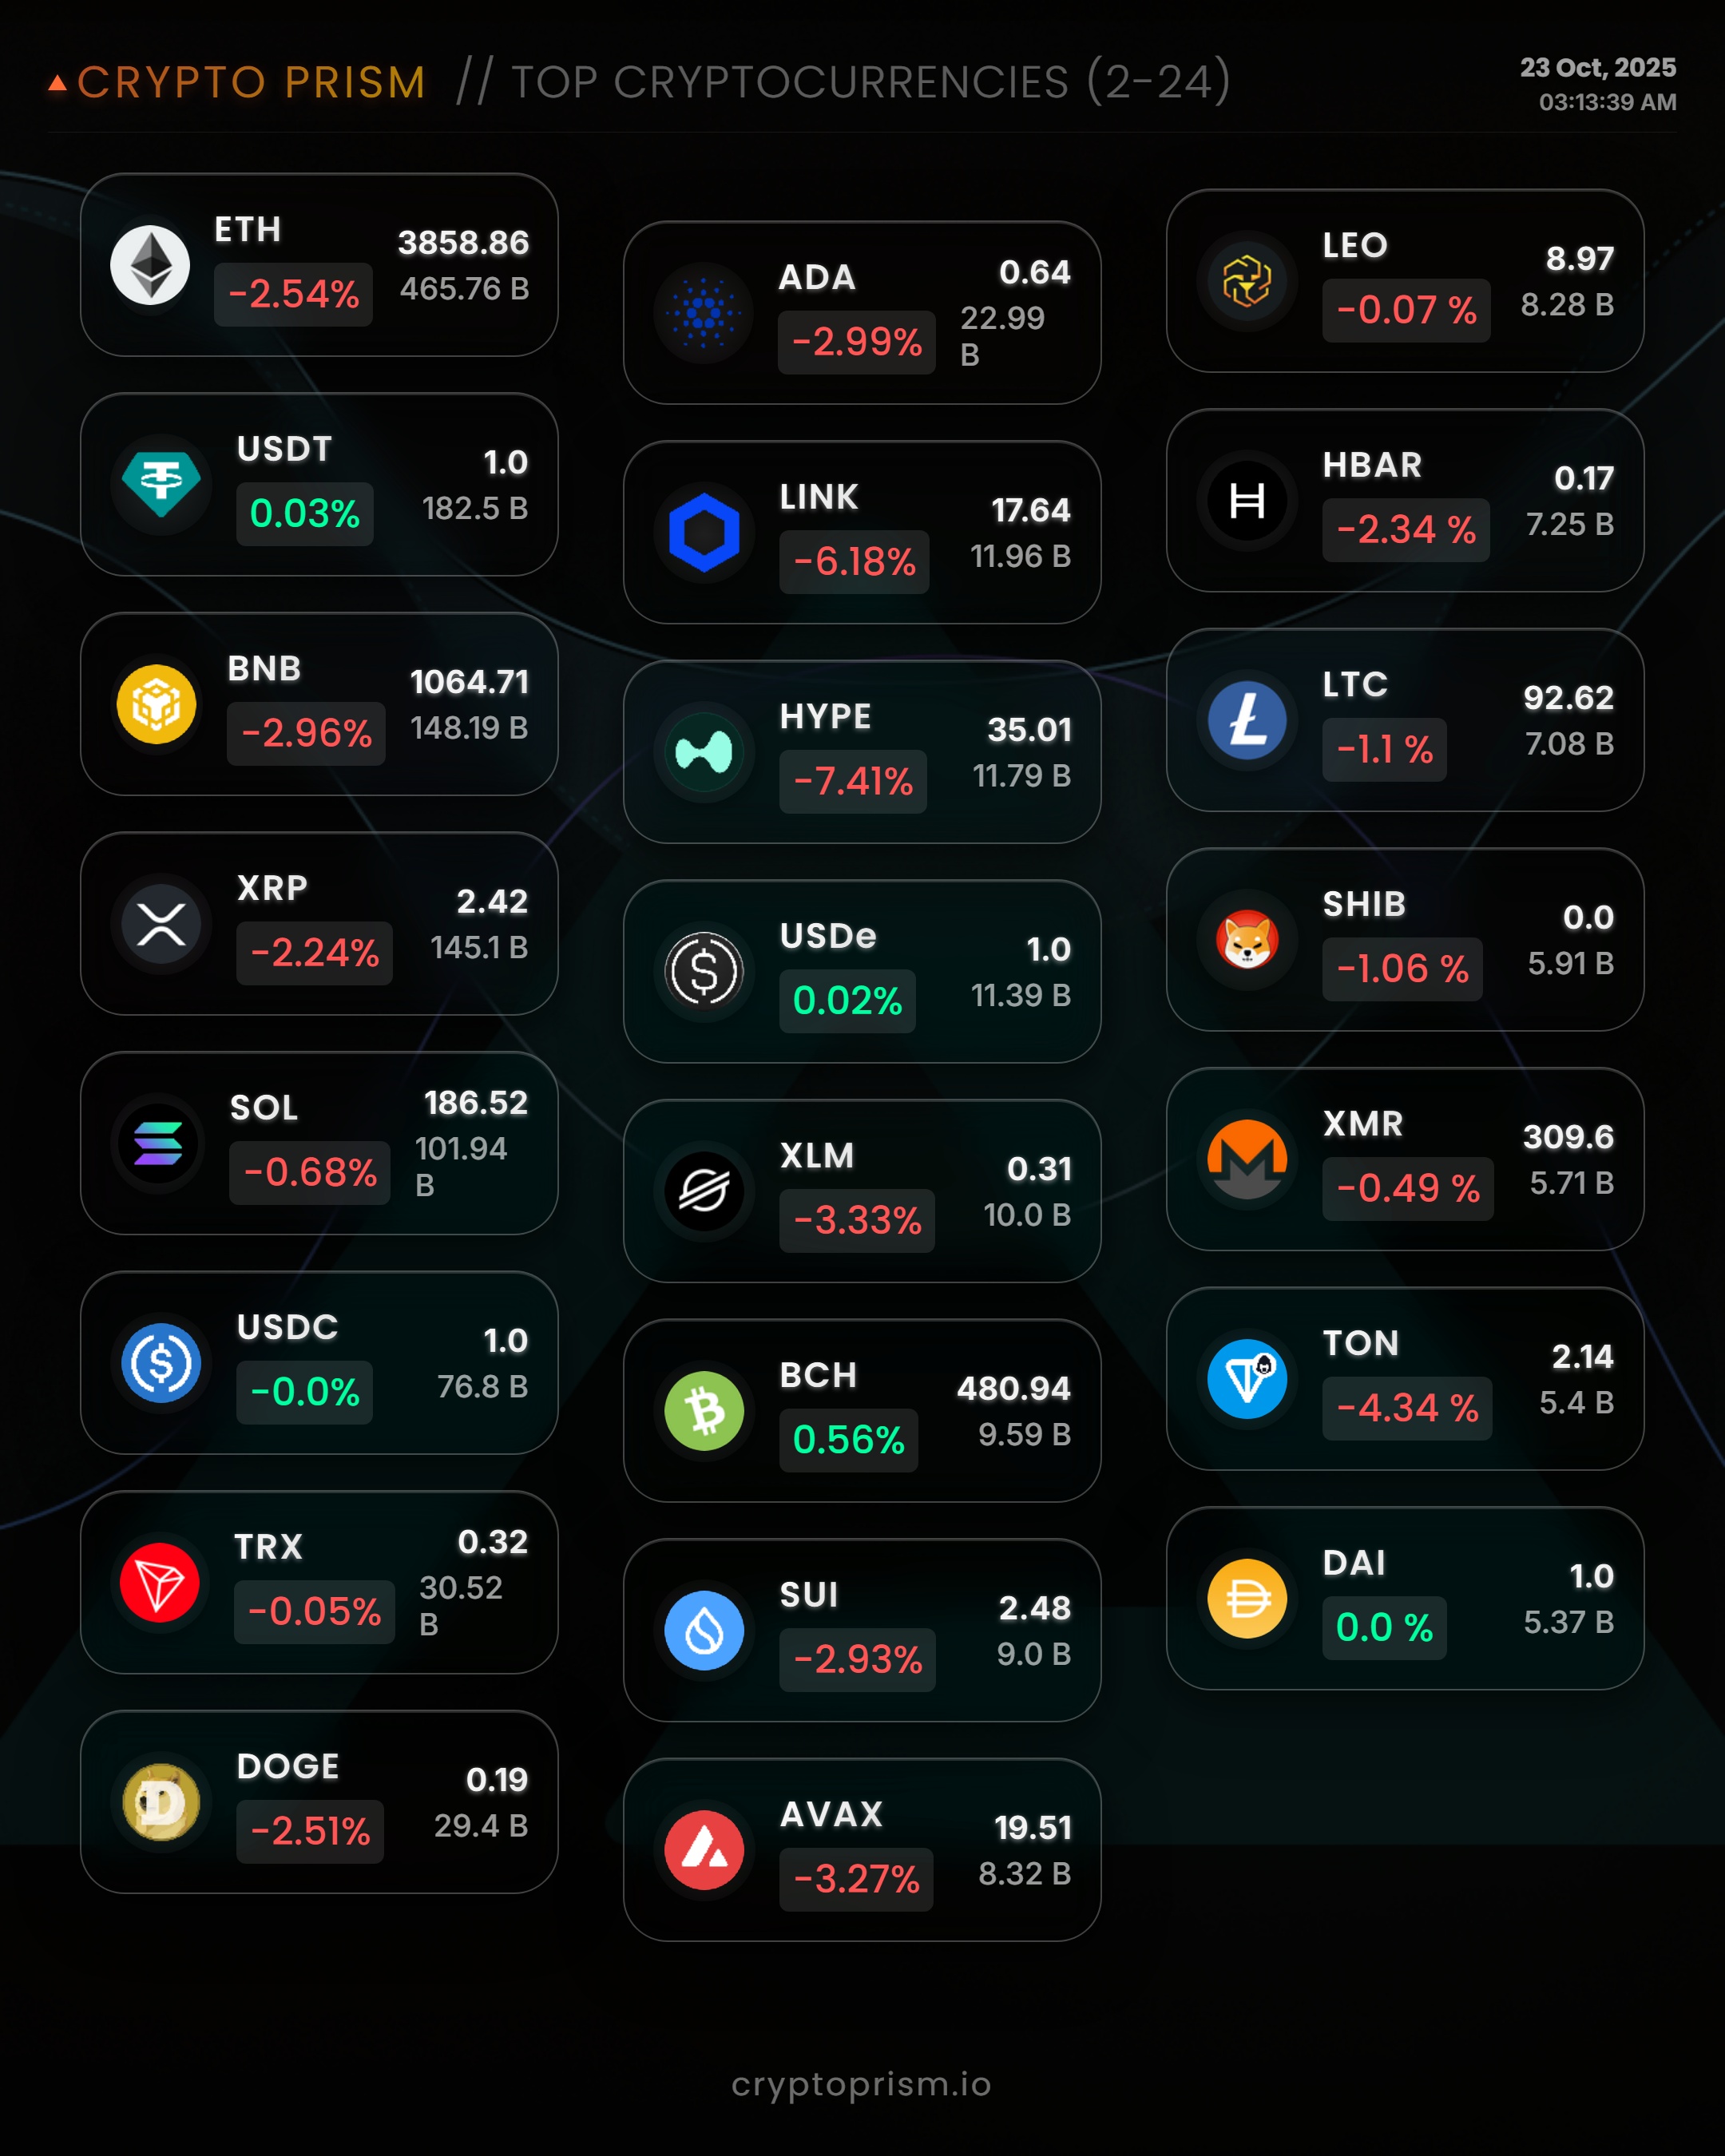 CRYPTO PRISM // TOP CRYPTOCURRENCIES (2-24)
23 Oct, 2025
03:13:39 AM
ETH
3858.86
-2.54%
465.76 B
USDT
1.0
0.03%
182.5 B
BNB
1064.71
-2.96%
148.19 B
XRP
2.42
-2.24%
145.1 B
SOL
186.52
-0.68%
101.94
B
USDC
1.0
-0.0%
76.8 B
TRX
0.32
-0.05%
30.52
B
DOGE
0.19
-2.51%
29.4 B
ADA
0.64
-2.99%
22.99
B
LINK
17.64
-6.18%
11.96 B
HYPE
35.01
-7.41%
11.79 B
USDe
1.0
0.02%
11.39 B
XLM
0.31
-3.33%
10.0 B
BCH
480.94
0.56%
9.59 B
SUI
2.48
-2.93%
9.0 B
AVAX
19.51
-3.27%
8.32 B
LEO
8.97
-0.07 %
8.28 B
HBAR
0.17
-2.34 %
7.25 B
LTC
92.62
-1.1 %
7.08 B
SHIB
0.0
-1.06 %
5.91 B
XMR
309.6
-0.49 %
5.71 B
TON
2.14
-4.34 %
5.4 B
DAI
1.0
0.0 %
5.37 B
cryptoprism.io